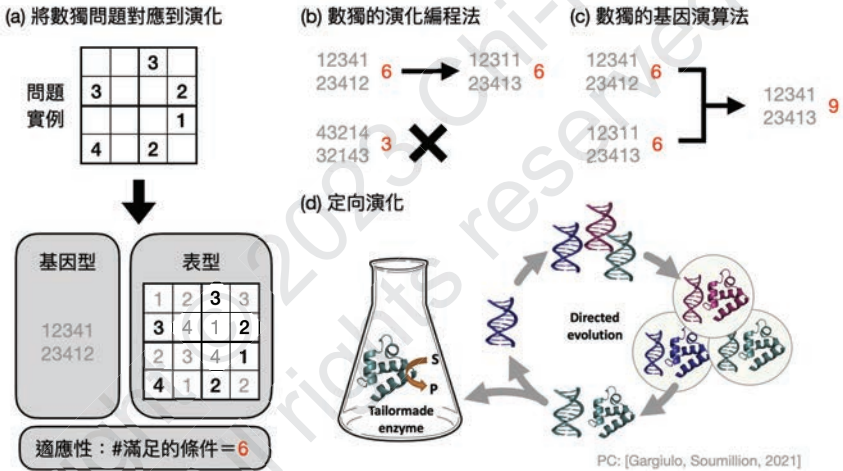 (a) 將數獨問題對應到演化
問題
實例
3
3 2
1
4 2
基因型
12341
23412
表型
1 2 3 3
3 4 1 2
2 3 4 1
4 1 2 2
適應性：#滿足的條件＝6
(b) 數獨的演化編程法
12341
23412
6
12311
23413
6
43214
32143
3
(c) 數獨的基因演算法
12341
23412
6
12311
23413
6
12341
23413
9
(d) 定向演化
S
P
Tailormade
enzyme
Directed
evolution
PC: [Gargiulo, Soumillion, 2021]
© 2023 Chi-
rights reserved